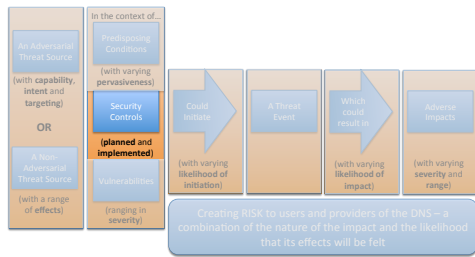 In the context of...
An Adversarial
Threat Source
(with capability,
intent and
targeting)
OR
A Non-
Adversarial
Threat Source
(with a range
of effects)
Predisposing
Conditions
(with varying
pervasiveness)
Security
Controls
(planned and
implemented)
Vulnerabilities
(ranging in
severity)
Could
Initiate
(with varying
likelihood of
initiation)
A Threat
Event
Which
could
result in
(with varying
likelihood of
impact)
Adverse
Impacts
(with varying
severity and
range)
Creating RISK to users and providers of the DNS – a
combination of the nature of the impact and the likelihood
that its effects will be felt